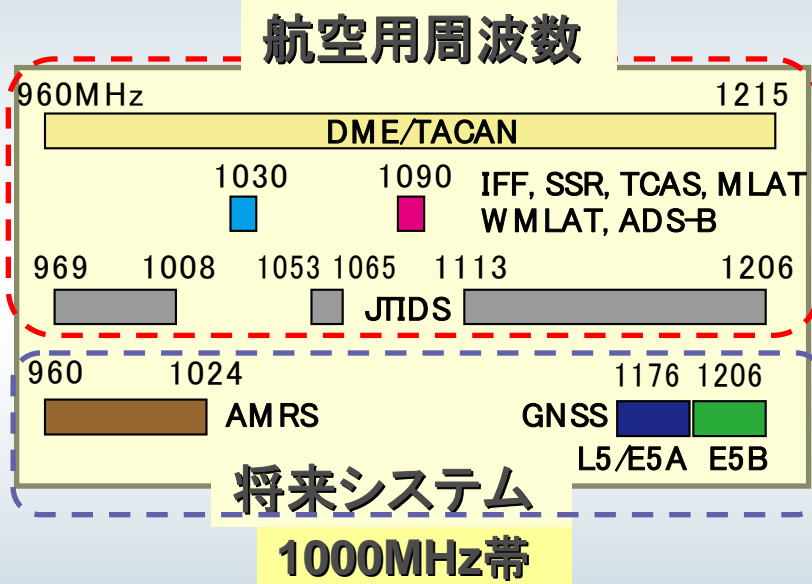 航空用周波数
960MHz 1215
DME/TACAN
1030 1090 IFF, SSR, TCAS, MLAT
WMLAT, ADS-B
969 1008 1053 1065 1113 1206
JTIDS
960 1024 1176 1206
AMRS GNSS
L5/E5A E5B
将来システム
1000MHz帯